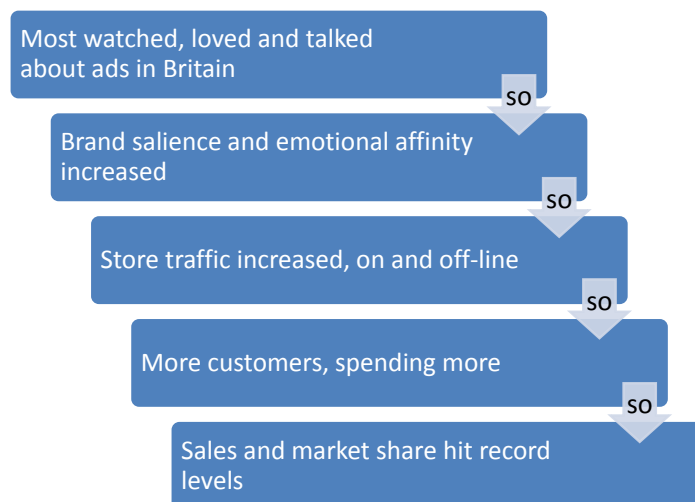 Most watched, loved and talked
about ads in Britain
so
Brand salience and emotional affinity
increased
so
Store traffic increased, on and off-line
so
More customers, spending more
so
Sales and market share hit record
levels